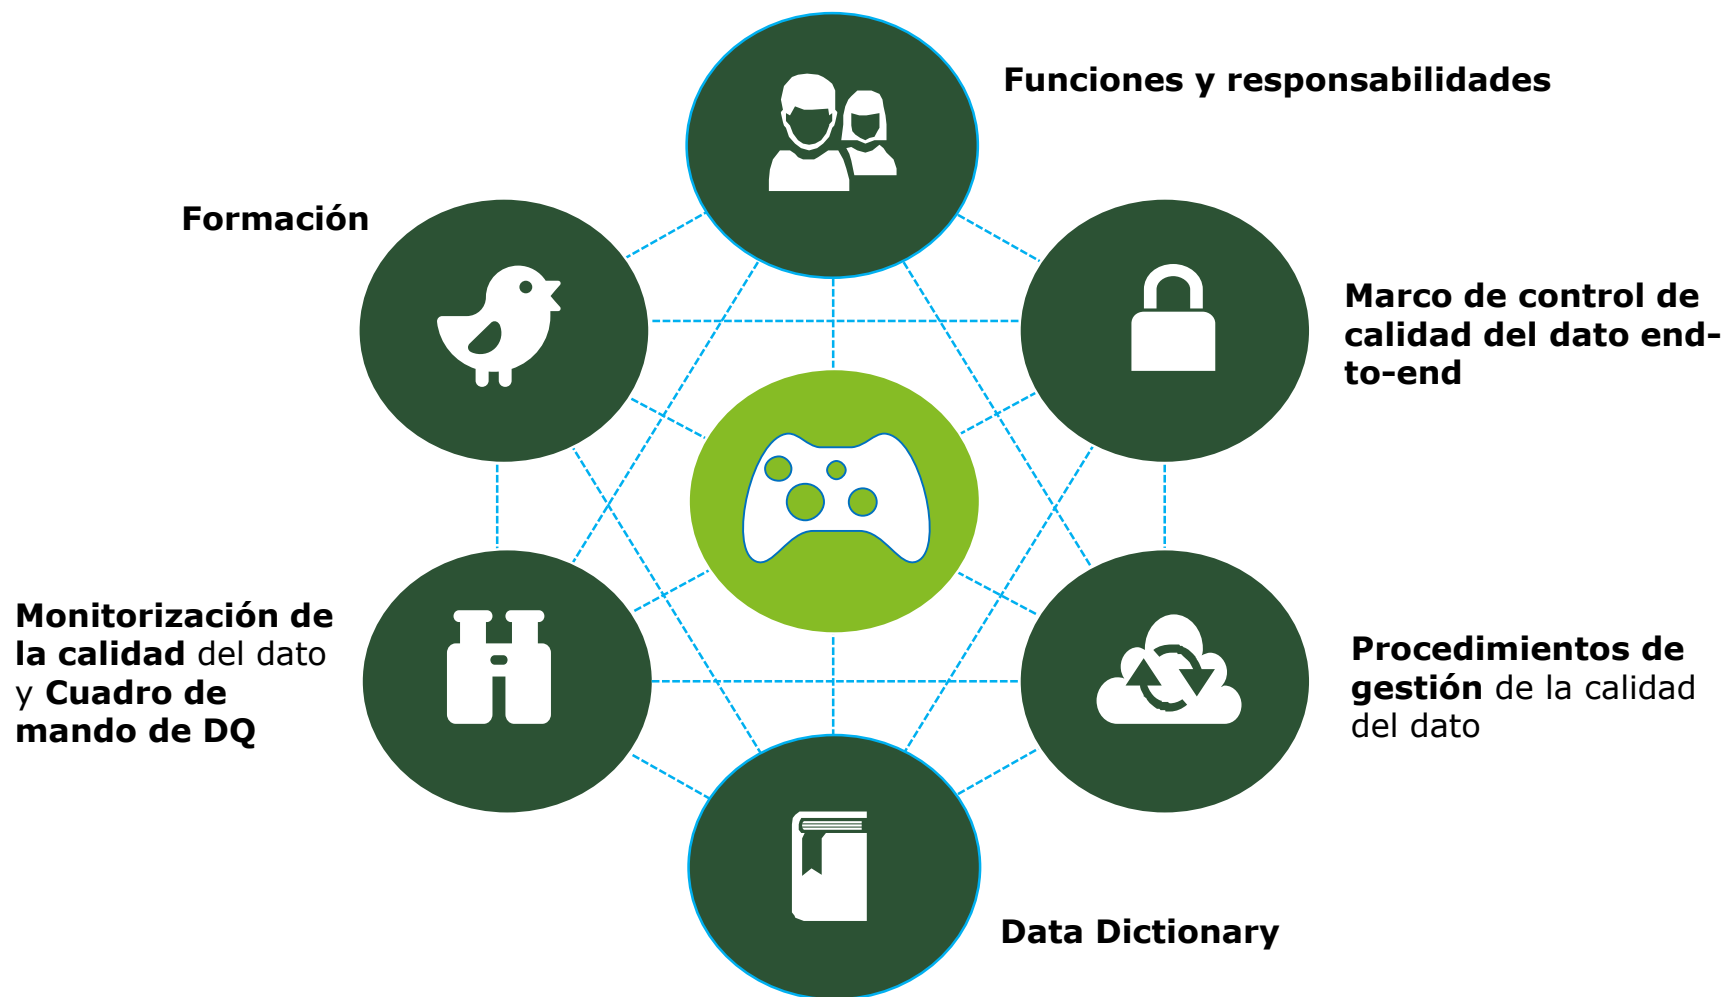 Funciones y responsabilidades
Formación
Marco de control de
calidad del dato end-
to-end
Monitorización de
la calidad del dato
y Cuadro de
mando de DQ
Procedimientos de
gestión de la calidad
del dato
Data Dictionary